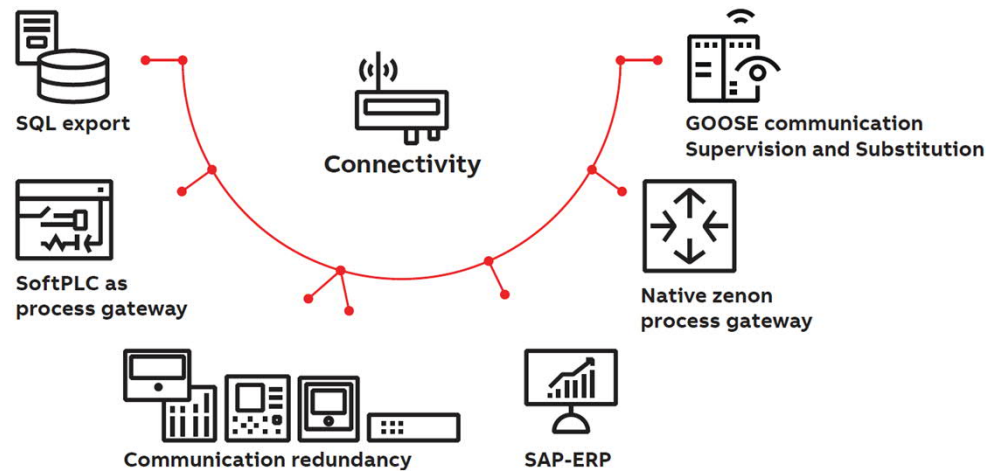 SQL export
Connectivity
GOOSE communication
Supervision and Substitution
SoftPLC as
process gateway
Native zenon
process gateway
Communication redundancy
SAP-ERP